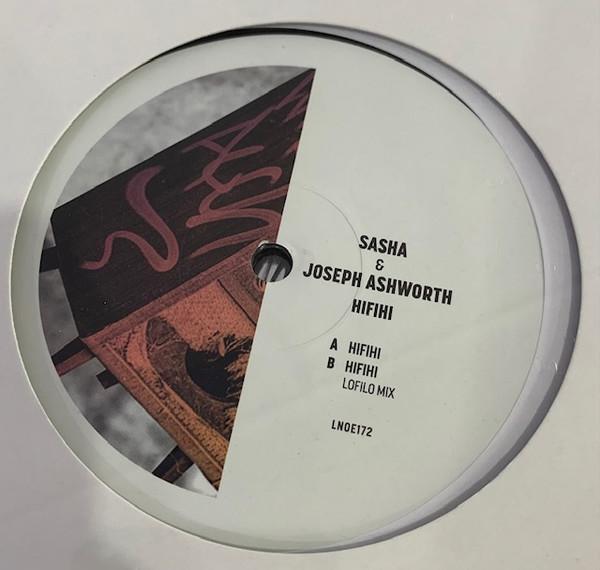 SASHA
&
JOSEPH ASHWORTH
HIFIHI
A HIFIHI
B HIFIHI
LOFILO MIX
LNOE172